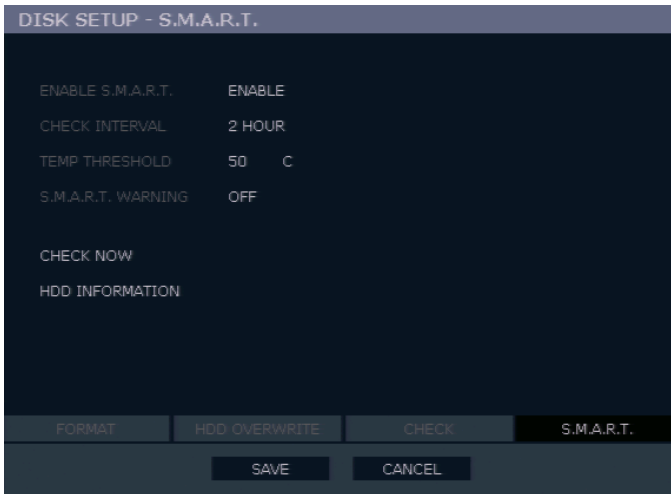 DISK SETUP - S.M.A.R.T.
ENABLE S.M.A.R.T. ENABLE
CHECK INTERVAL 2 HOUR
TEMP THRESHOLD 50 C
S.M.A.R.T. WARNING OFF
CHECK NOW
HDD INFORMATION
FORMAT HDD OVERWRITE CHECK S.M.A.R.T.
SAVE CANCEL